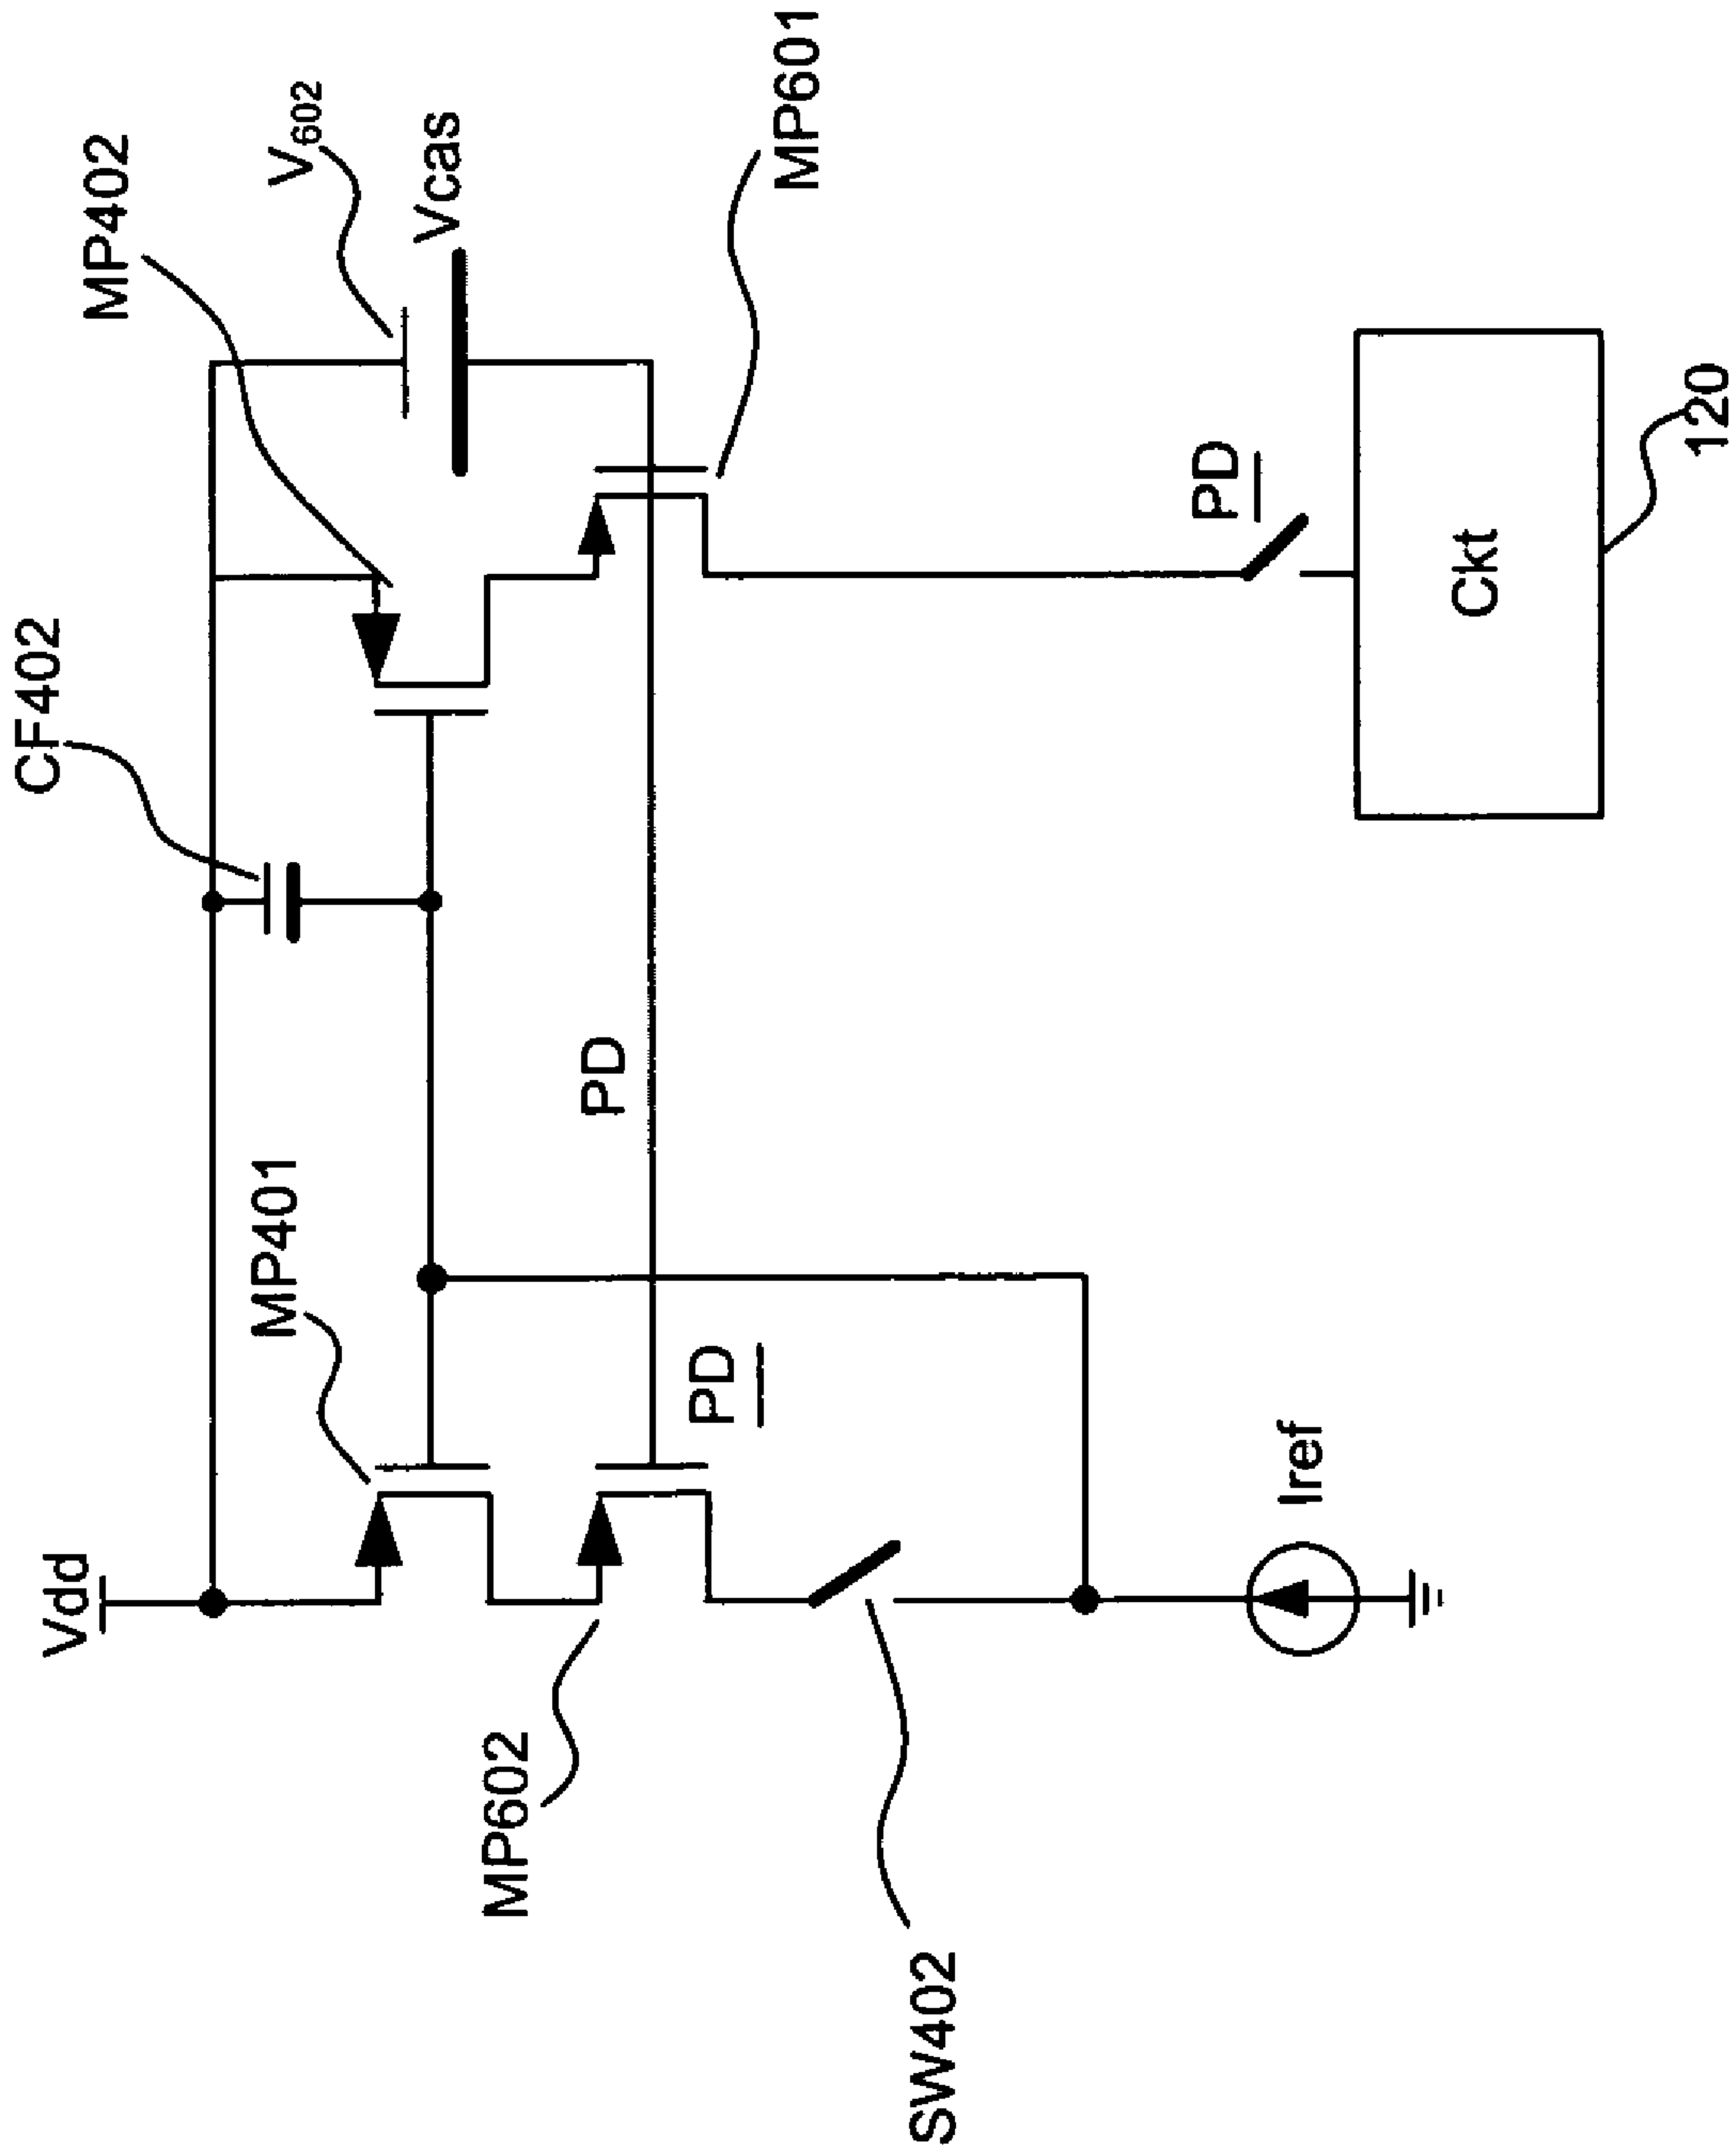 Vdd
MP401
CF402
MP402
V602
Vcas
MP602
PD
PD
MP601
SW402
PD
Iref
Ckt
120